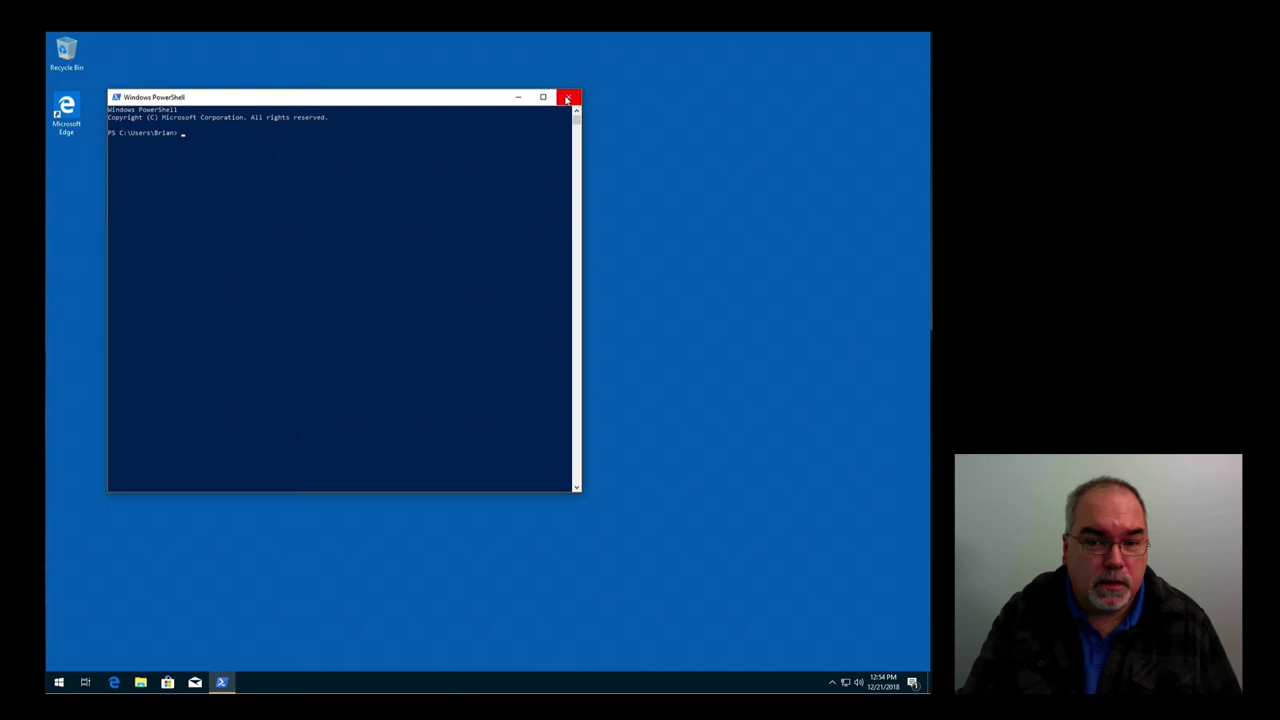 Recycle Bin
Microsoft
Edge
Windows PowerShell
Windows PowerShell
Copyright (C) Microsoft Corporation. All rights reserved.
PS C:\Users\Brian> _
12:54 PM
12/21/2018
1